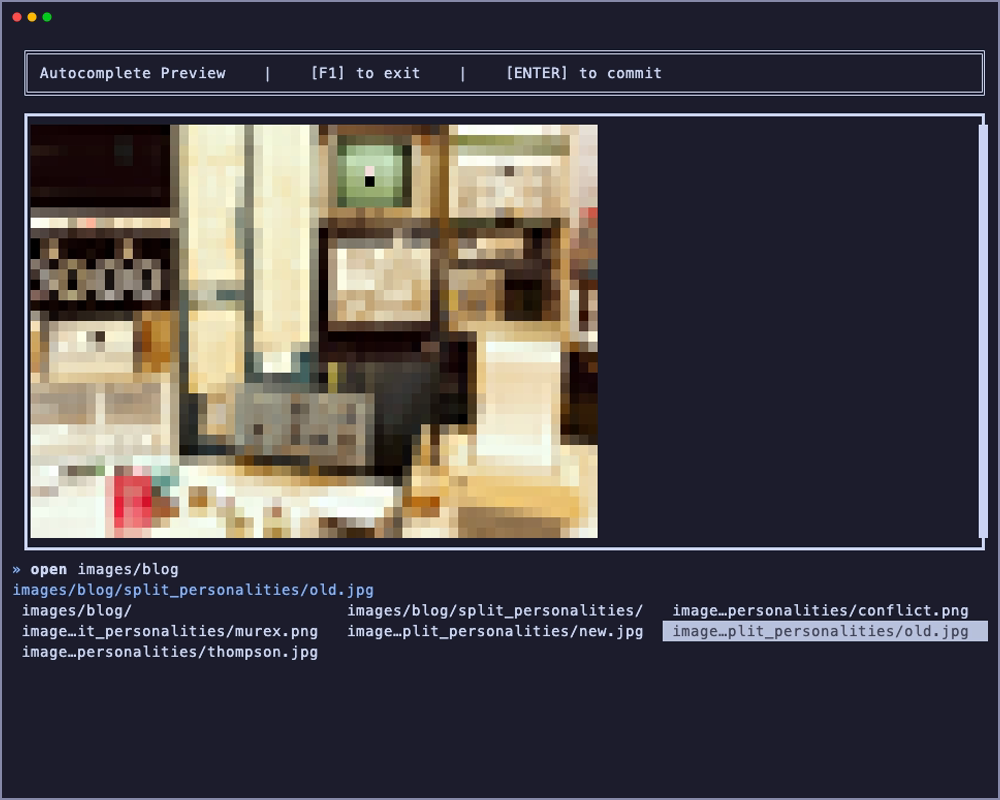 Autocomplete Preview | [F1] to exit | [ENTER] to commit
» open images/blog
images/blog/split_personalities/old.jpg
images/blog/ images/blog/split_personalities/ image…personalities/conflict.png
image…it_personalities/murex.png image…plit_personalities/new.jpg image…plit_personalities/old.jpg
image…personalities/thompson.jpg